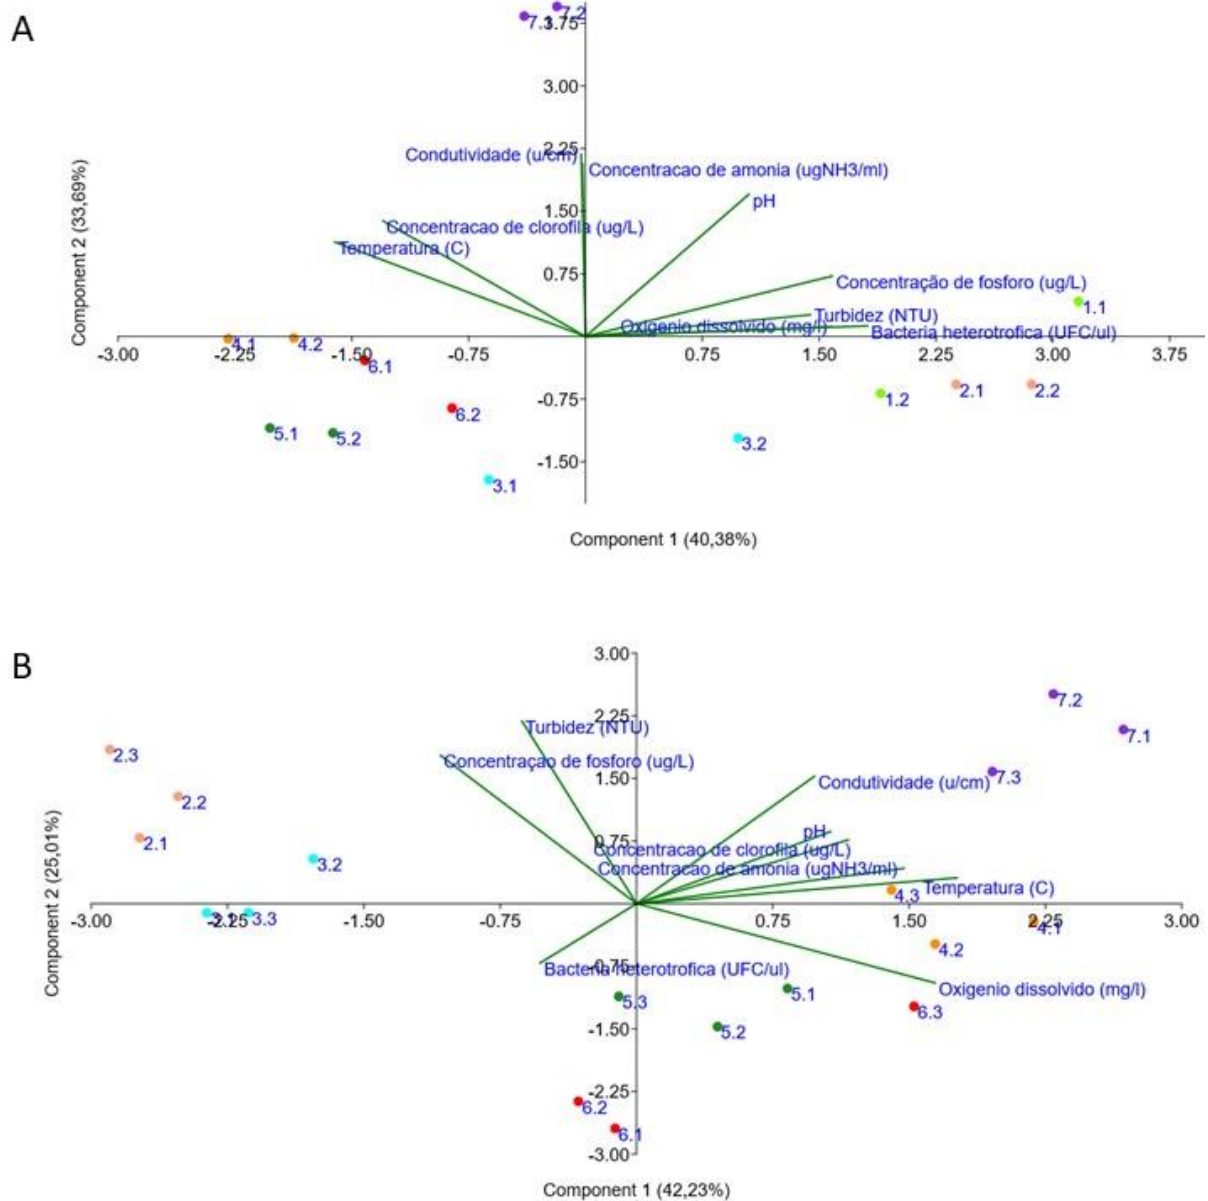 A
7.1
7.2
3.75
3.00
2.25
Condutividade (u/cm)
Concentracao de amonia (ugNH3/ml)
pH
1.50
Concentracao de clorofila (ug/L)
Temperatura (C)
0.75
Concentração de fosforo (ug/L)
1.1
Turbidez (NTU)
Oxigenio dissolvido (mg/l)
Bacteria heterotrofica (UFC/ul)
4.1
4.2
-3.00
-2.25
-1.50
-0.75
0.75
1.50
2.25
3.00
3.75
6.1
-0.75
1.2
2.1
2.2
6.2
5.1
5.2
3.2
-1.50
3.1
Component 2 (33,69%)
Component 1 (40,38%)
B
3.00
7.2
2.25
Turbidez (NTU)
7.1
2.3
Concentração de fosforo (ug/L)
7.3
1.50
Condutividade (u/cm)
2.2
pH
2.1
0.75
Concentracao de clorofila (ug/L)
3.2
Concentracao de amonia (ugNH3/ml)
Temperatura (C)
4.3
-3.00
3.1
-2.25
3.3
-1.50
-0.75
0.75
1.50
2.25
3.00
4.1
4.2
-0.75
Bacteria heterotrofica (UFC/ul)
Oxigenio dissolvido (mg/l)
5.3
5.1
6.3
-1.50
5.2
-2.25
6.2
6.1
-3.00
Component 2 (25,01%)
Component 1 (42,23%)